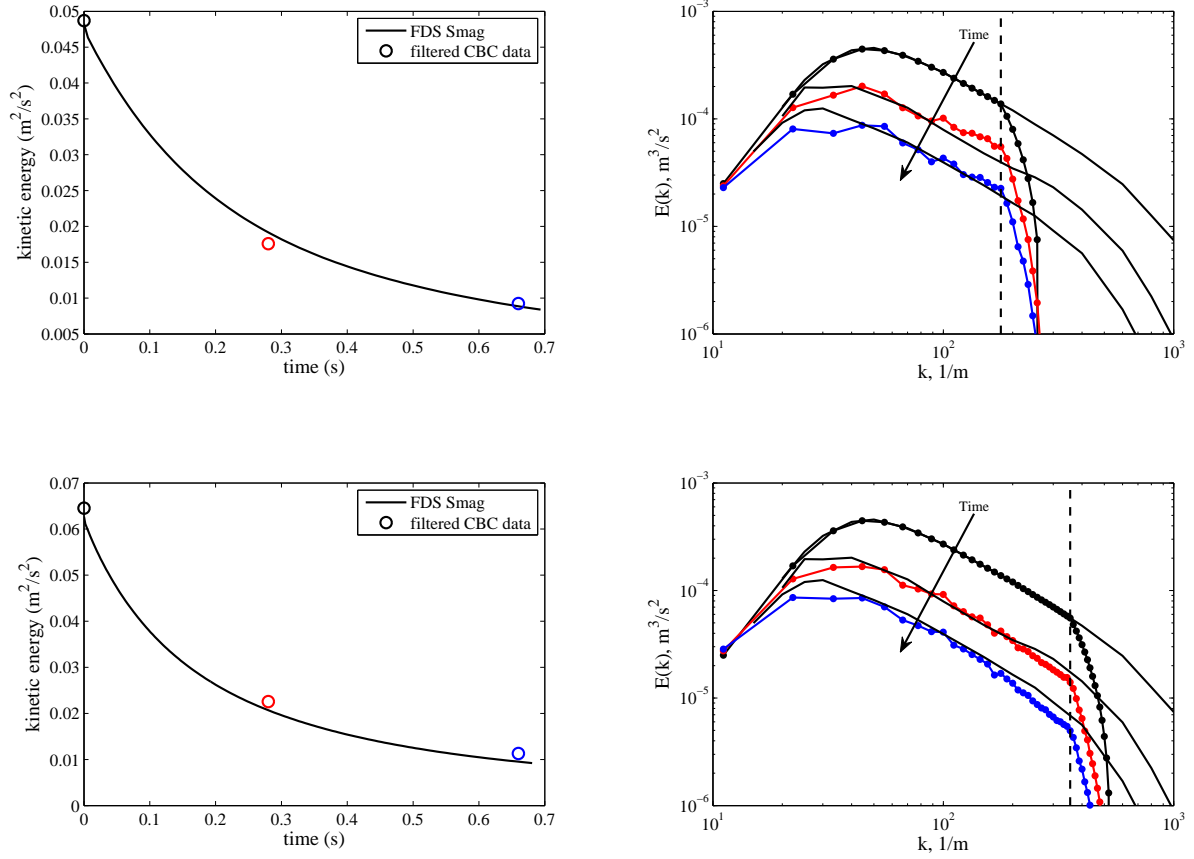 0.05
0.045
0.04
0.035
0.03
0.025
0.02
0.015
0.01
0.005
kinetic energy (m²/s²)
FDS Smag
filtered CBC data
0 0.1 0.2 0.3 0.4 0.5 0.6 0.7
time (s)
10⁻³
10⁻⁴
10⁻⁵
10⁻⁶
E(k), m³/s²
Time
10¹ 10² 10³
k, 1/m
0.07
0.06
0.05
0.04
0.03
0.02
0.01
0
kinetic energy (m²/s²)
FDS Smag
filtered CBC data
0 0.1 0.2 0.3 0.4 0.5 0.6 0.7
time (s)
10⁻³
10⁻⁴
10⁻⁵
10⁻⁶
E(k), m³/s²
Time
10¹ 10² 10³
k, 1/m